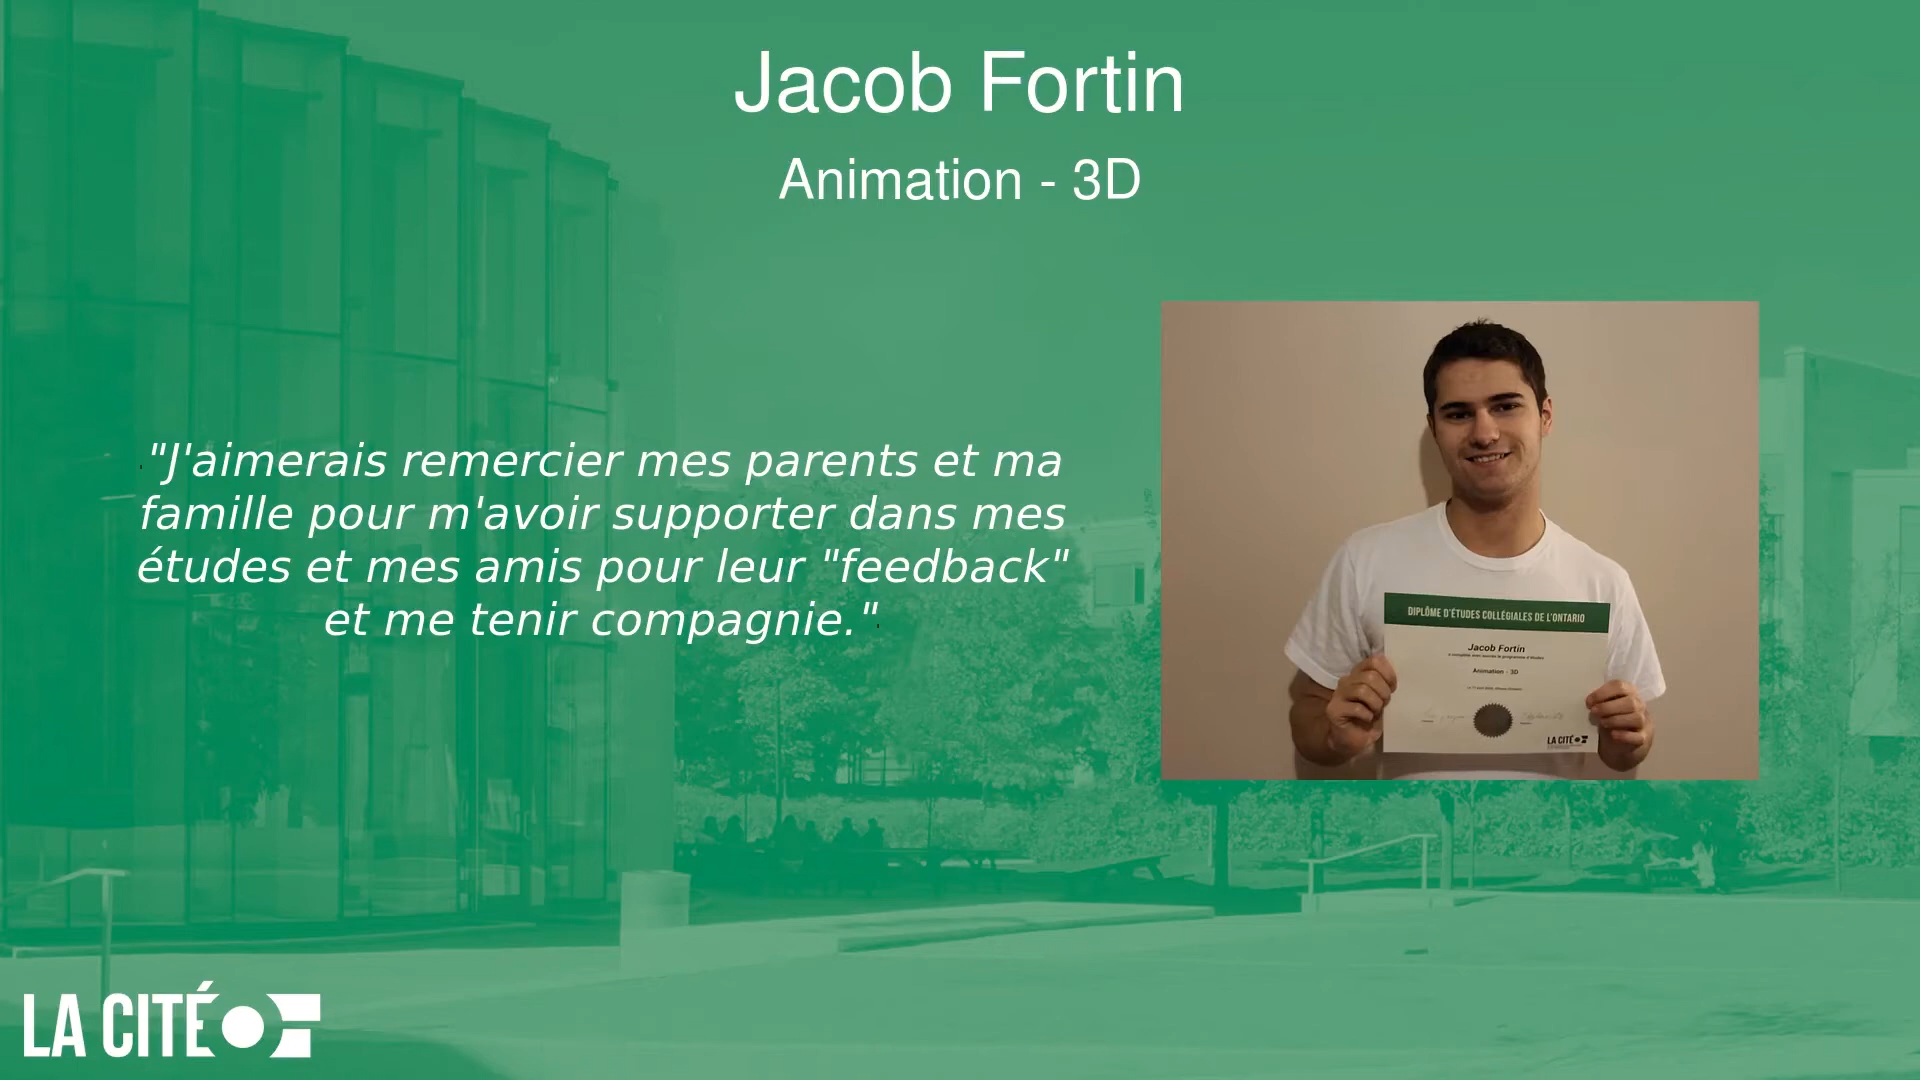 Jacob Fortin
Animation - 3D
"J'aimerais remercier mes parents et ma
famille pour m'avoir supporter dans mes
études et mes amis pour leur "feedback"
et me tenir compagnie."
DIPLÔME D'ÉTUDES COLLÉGIALES DE L'ONTARIO
Jacob Fortin
Animation - 3D
LA CITÉ
LA CITÉ